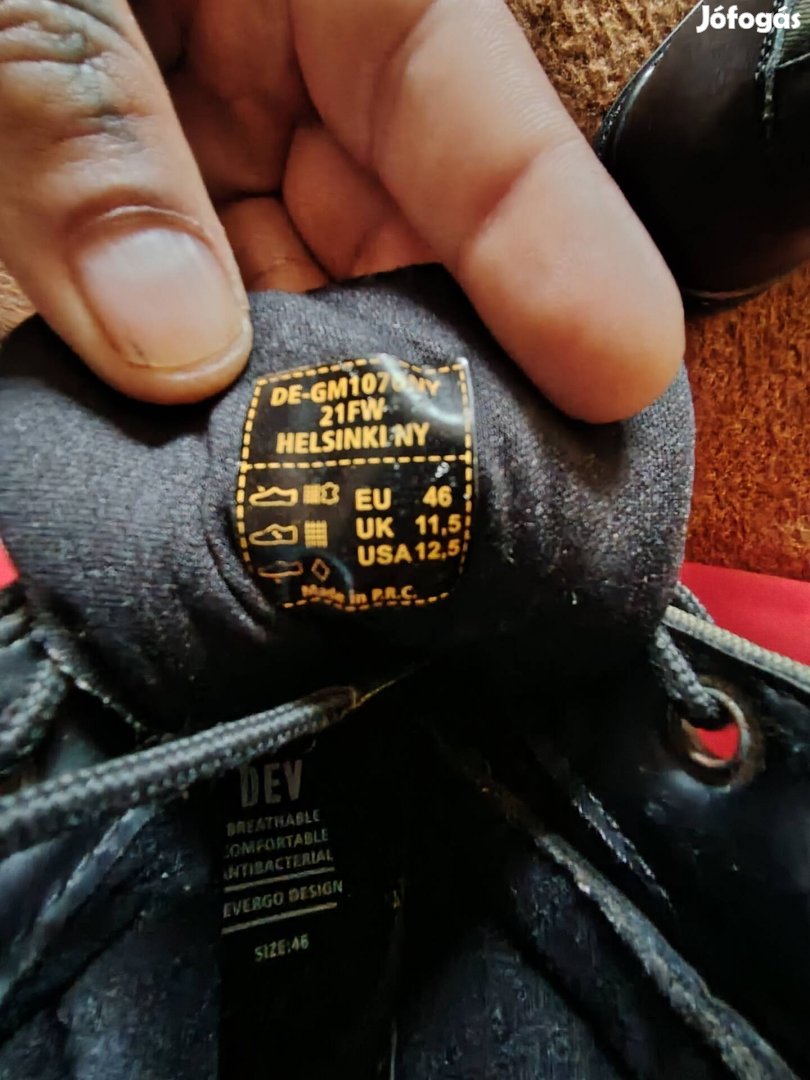 Jófogás
DE-GM1070NY
21FW
HELSINKI.NY
EU 46
UK 11,5
USA 12,5
Made in P.R.C.
DEV
BREATHABLE
COMFORTABLE
ANTIBACTERIAL
EVERGO DESIGN
SIZE:46